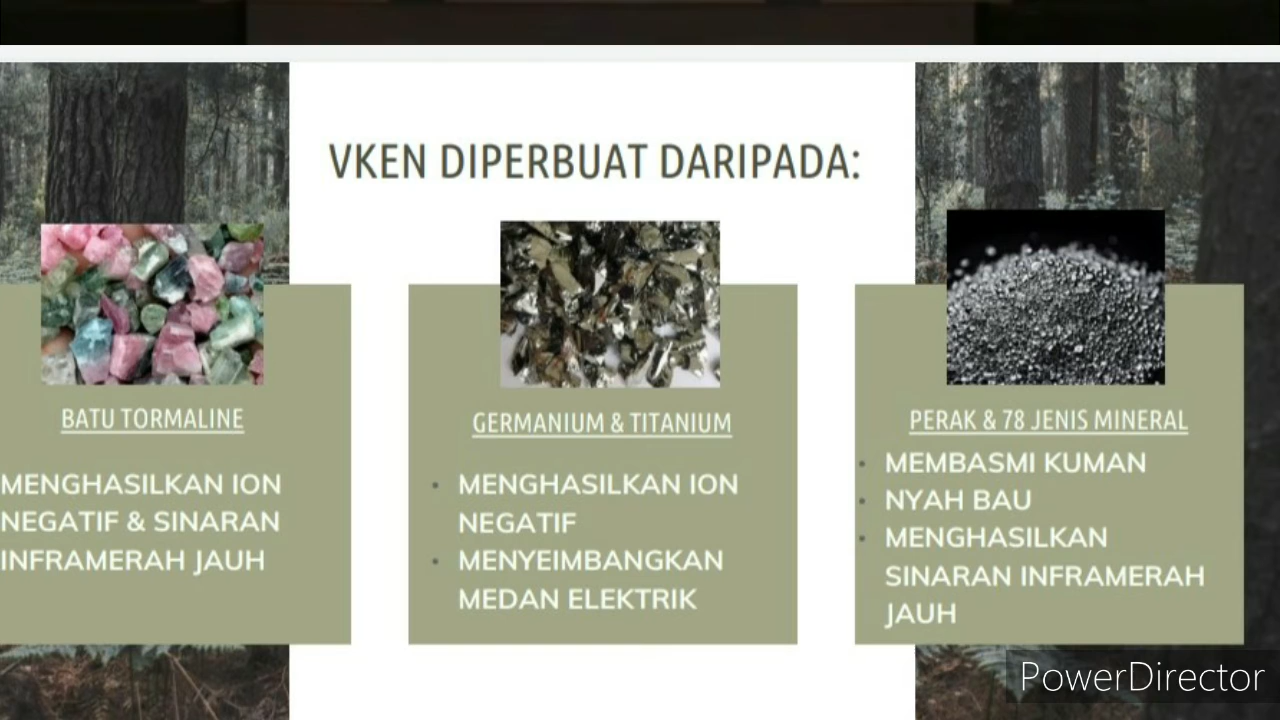 VKEN DIPERBUAT DARIPADA:
BATU TORMALINE
MENGHASILKAN ION
NEGATIF & SINARAN
INFRAMERAH JAUH
GERMANIUM & TITANIUM
• MENGHASILKAN ION
NEGATIF
• MENYEIMBANGKAN
MEDAN ELEKTRIK
PERAK & 78 JENIS MINERAL
• MEMBASMI KUMAN
• NYAH BAU
• MENGHASILKAN
SINARAN INFRAMERAH
JAUH
PowerDirector